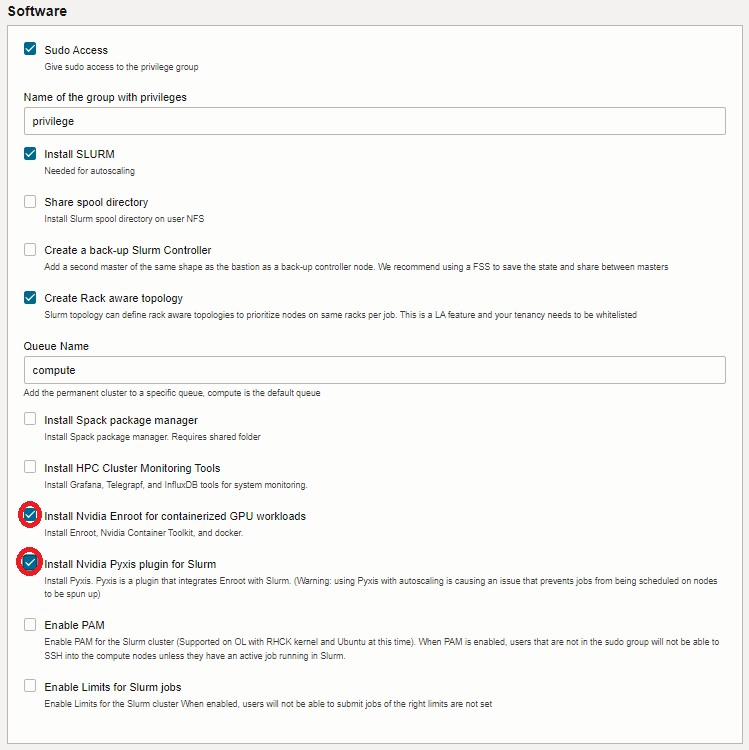 Software
Sudo Access
Give sudo access to the privilege group
Name of the group with privileges
privilege
Install SLURM
Needed for autoscaling
Share spool directory
Install Slurm spool directory on user NFS
Create a back-up Slurm Controller
Add a second master of the same shape as the bastion as a back-up controller node. We recommend using a FSS to save the state and share between masters
Create Rack aware topology
Slurm topology can define rack aware topologies to prioritize nodes on same racks per job. This is a LA feature and your tenancy needs to be whitelisted
Queue Name
compute
Add the permanent cluster to a specific queue, compute is the default queue
Install Spack package manager
Install Spack package manager. Requires shared folder
Install HPC Cluster Monitoring Tools
Install Grafana, Telegrapf, and InfluxDB tools for system monitoring.
Install Nvidia Enroot for containerized GPU workloads
Install Enroot, Nvidia Container Toolkit, and docker.
Install Nvidia Pyxis plugin for Slurm
Install Pyxis. Pyxis is a plugin that integrates Enroot with Slurm. (Warning: using Pyxis with autoscaling is causing an issue that prevents jobs from being scheduled on nodes
to be spun up)
Enable PAM
Enable PAM for the Slurm cluster (Supported on OL with RHCK kernel and Ubuntu at this time). When PAM is enabled, users that are not in the sudo group will not be able to
SSH into the compute nodes unless they have an active job running in Slurm.
Enable Limits for Slurm jobs
Enable Limits for the Slurm cluster When enabled, users will not be able to submit jobs of the right limits are not set